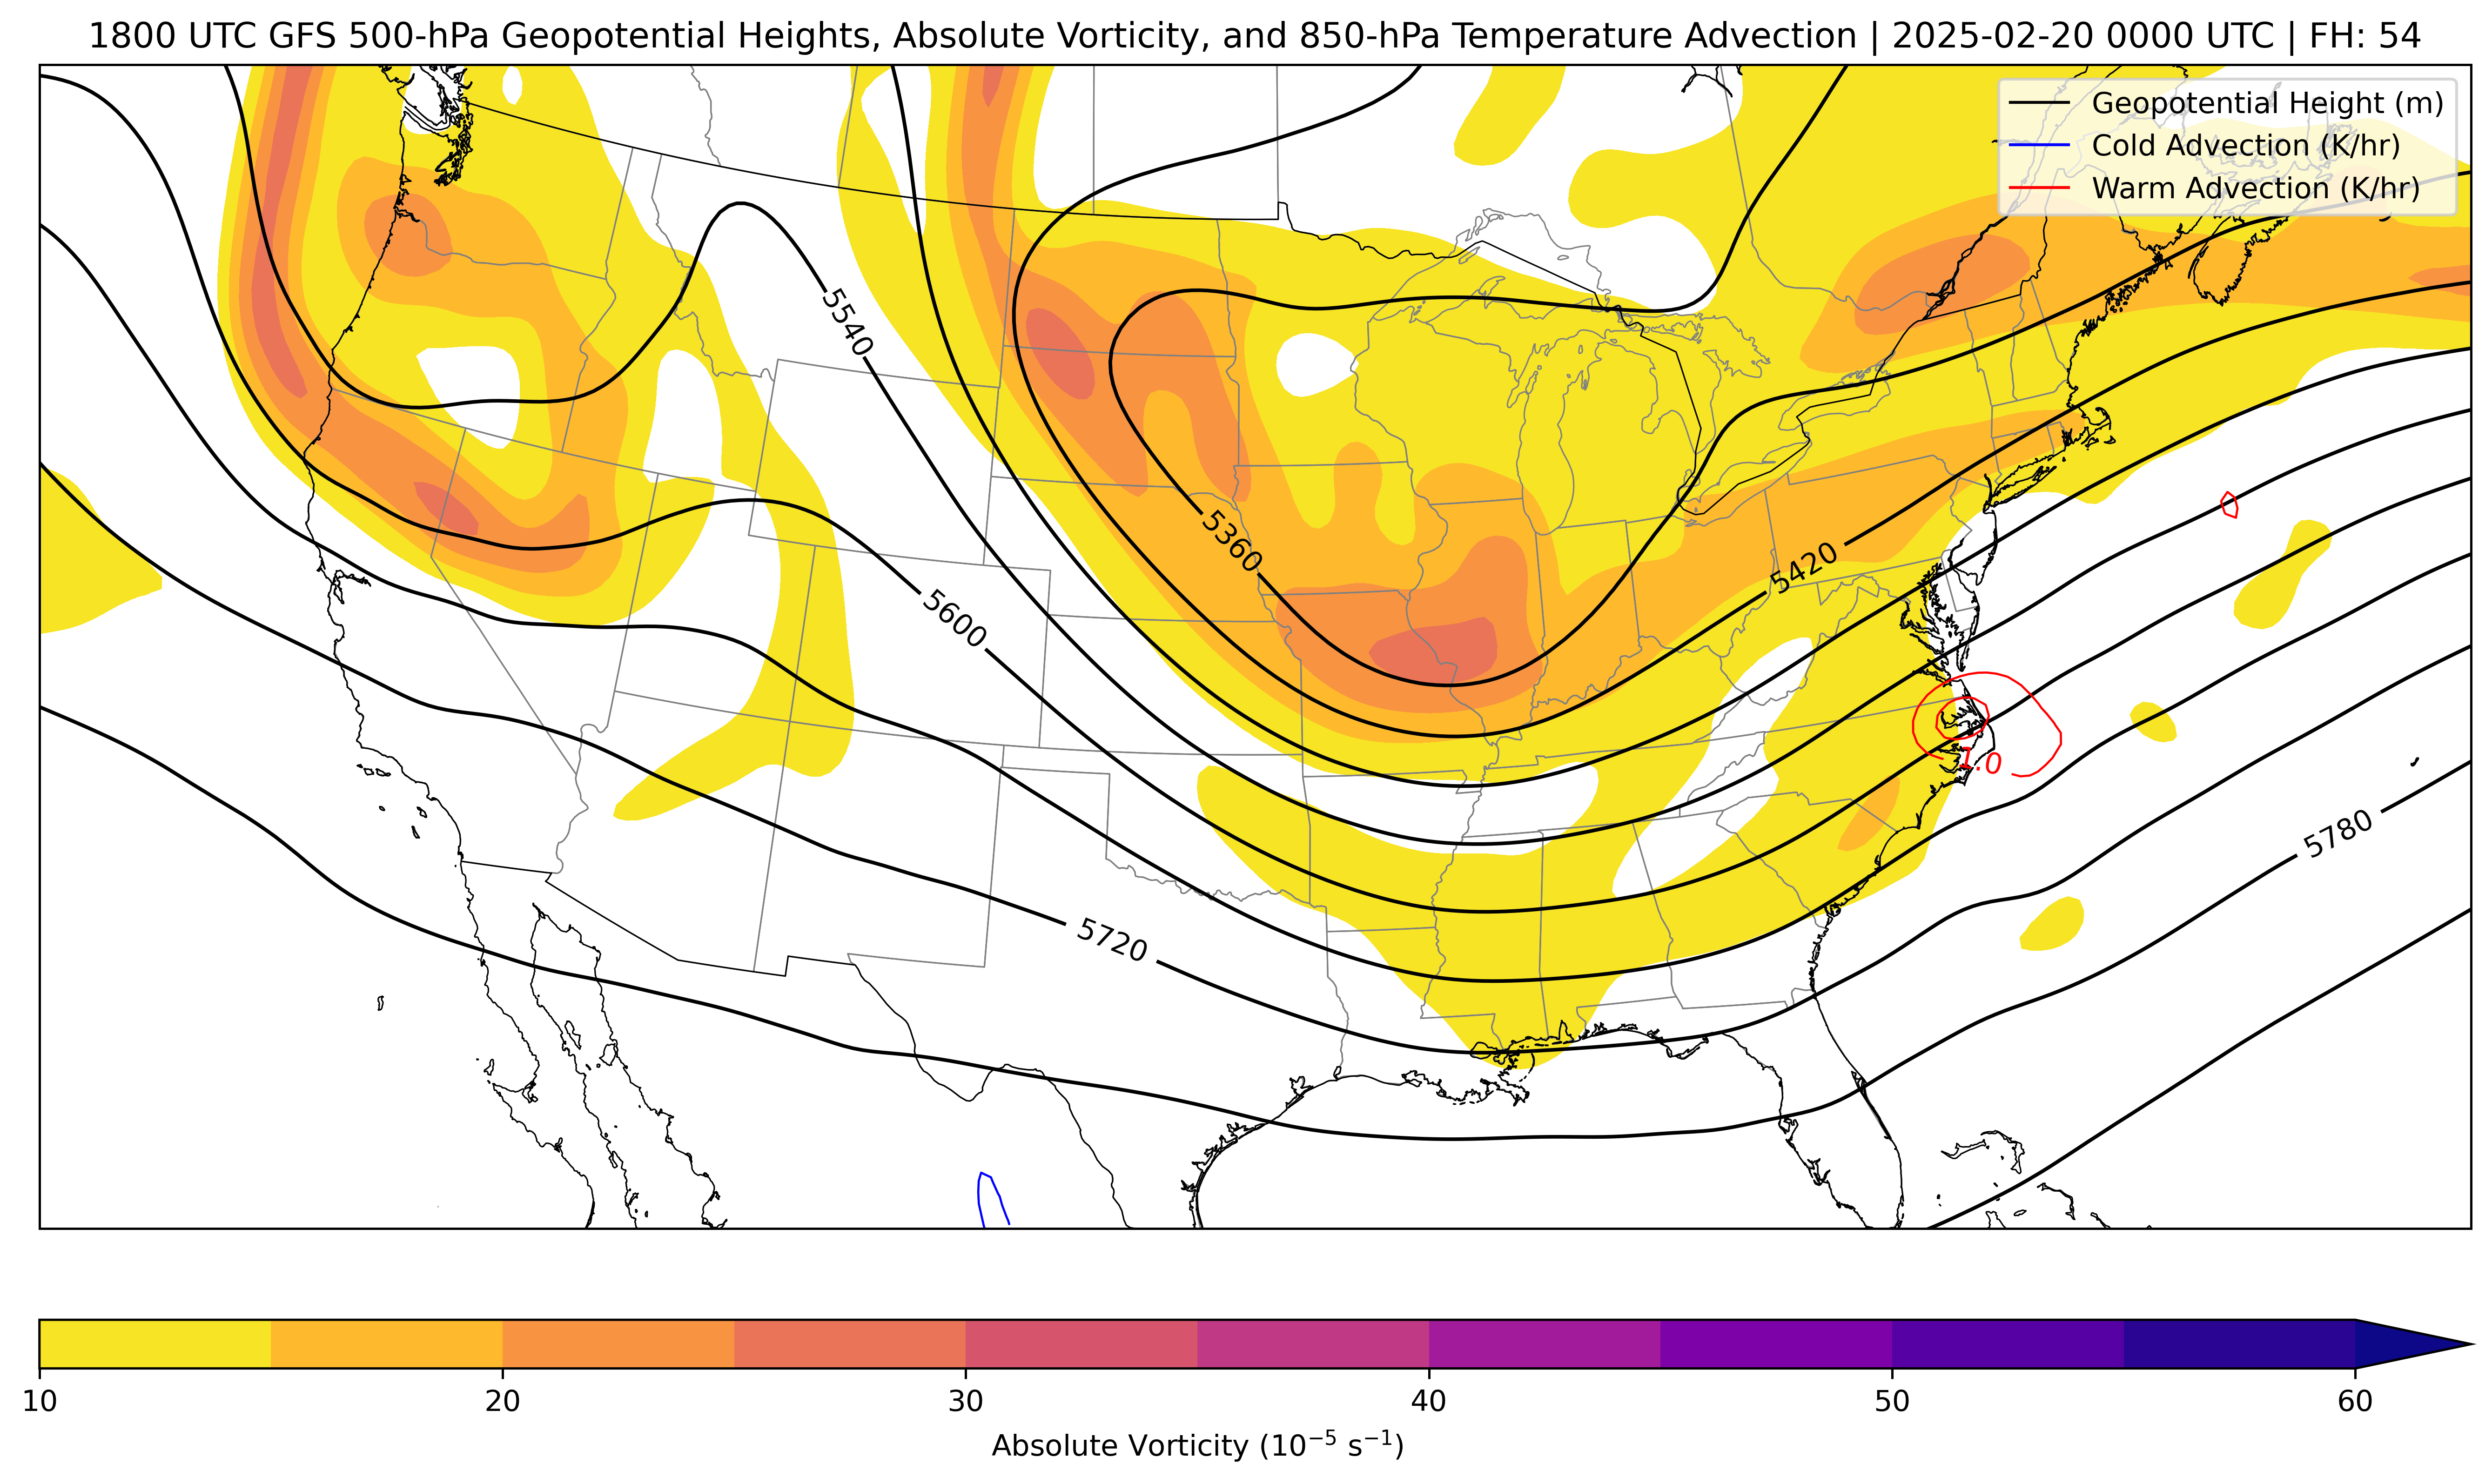 1800 UTC GFS 500-hPa Geopotential Heights, Absolute Vorticity, and 850-hPa Temperature Advection | 2025-02-20 0000 UTC | FH: 54
Geopotential Height (m)
Cold Advection (K/hr)
Warm Advection (K/hr)
5540
5360
5420
5600
1.0
5780
5720
10 20 30 40 50 60
Absolute Vorticity (10⁻⁵ s⁻¹)